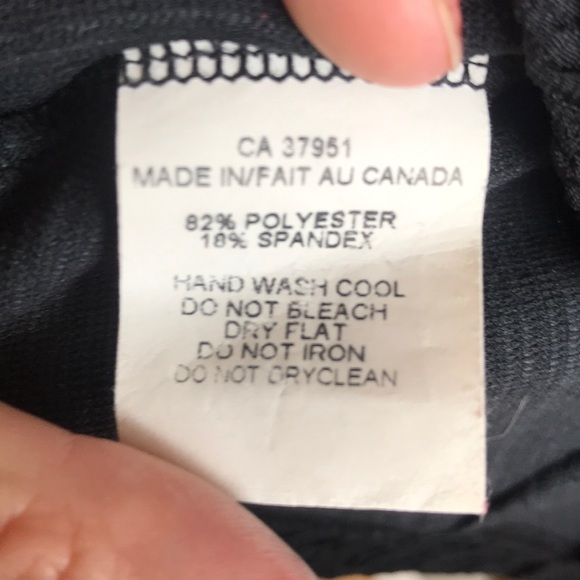 CA 37951
MADE IN/FAIT AU CANADA
82% POLYESTER
18% SPANDEX
HAND WASH COOL
DO NOT BLEACH
DRY FLAT
DO NOT IRON
DO NOT DRYCLEAN